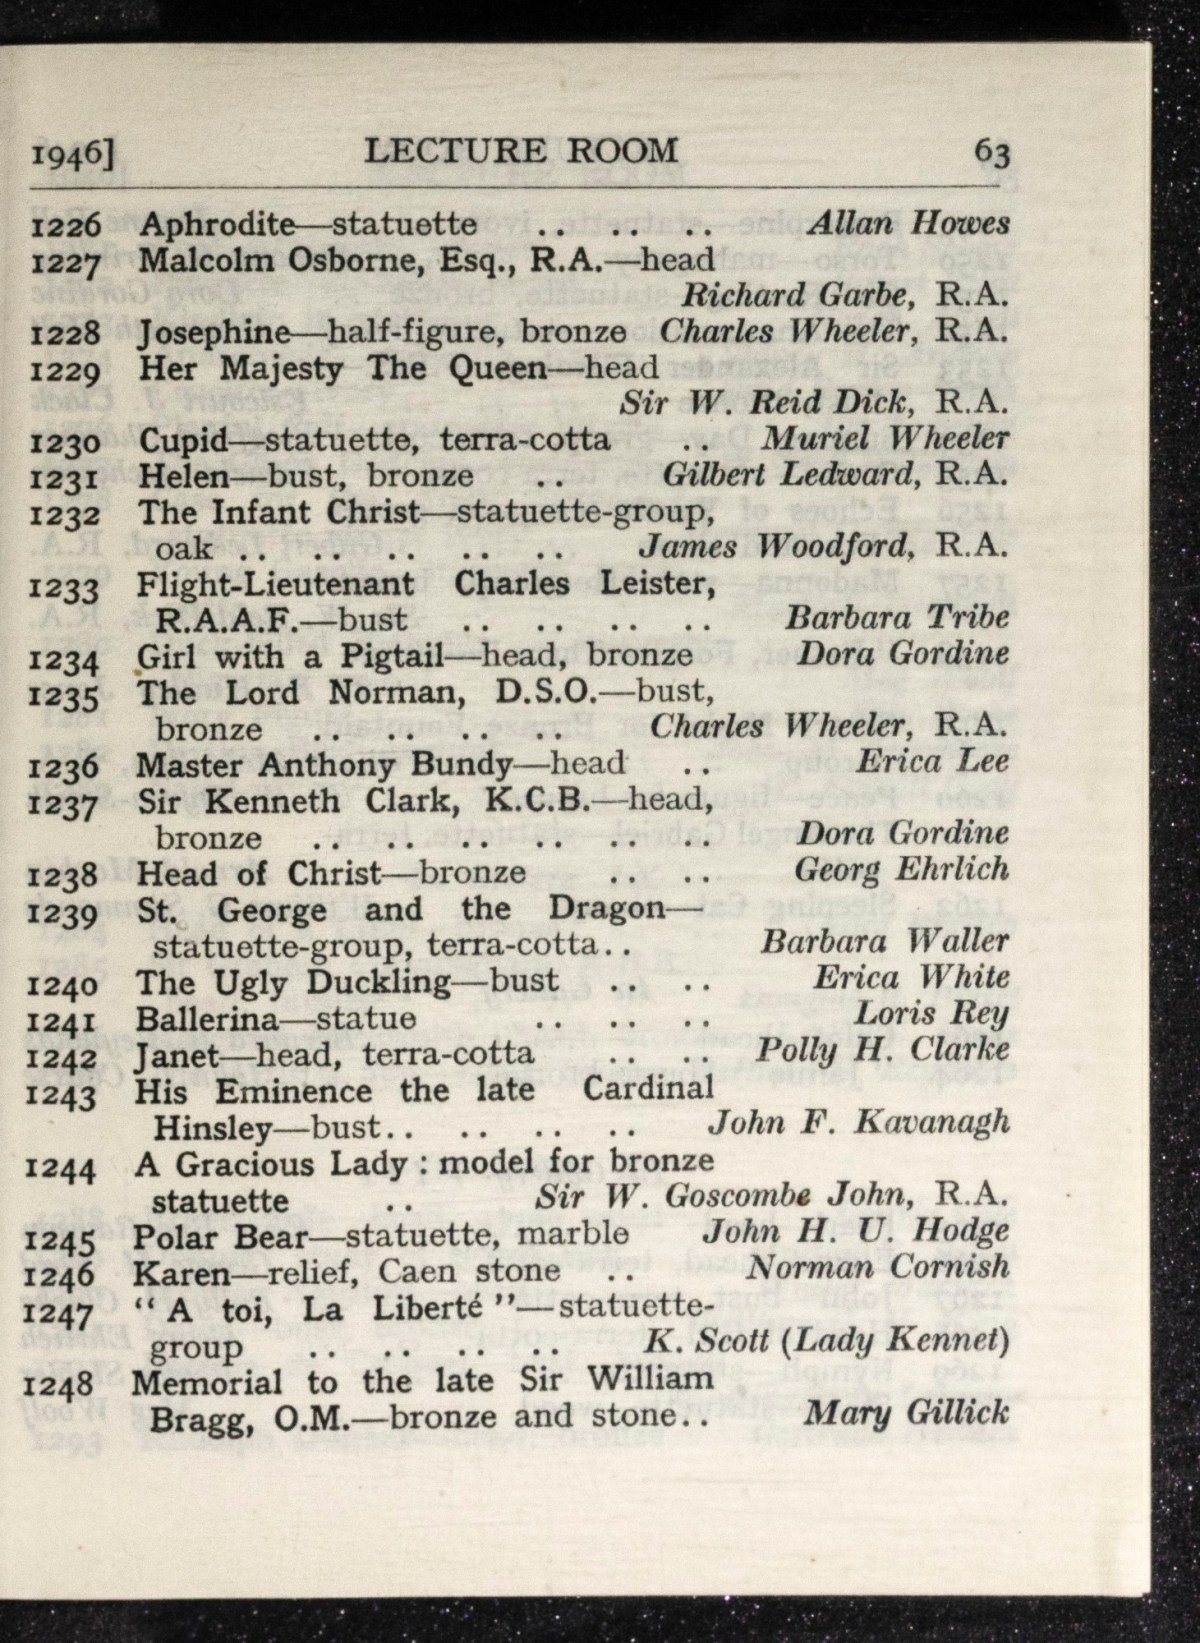 1946] LECTURE ROOM 63
1226 Aphrodite—statuette .. .. .. Allan Howes
1227 Malcolm Osborne, Esq., R.A.—head
Richard Garbe, R.A.
1228 Josephine—half-figure, bronze Charles Wheeler, R.A.
1229 Her Majesty The Queen—head
Sir W. Reid Dick, R.A.
1230 Cupid—statuette, terra-cotta .. Muriel Wheeler
1231 Helen—bust, bronze .. Gilbert Ledward, R.A.
1232 The Infant Christ—statuette-group,
oak .. .. .. .. .. James Woodford, R.A.
1233 Flight-Lieutenant Charles Leister,
R.A.A.F.—bust .. .. .. .. Barbara Tribe
1234 Girl with a Pigtail—head, bronze Dora Gordine
1235 The Lord Norman, D.S.O.—bust,
bronze .. .. .. .. Charles Wheeler, R.A.
1236 Master Anthony Bundy—head .. Erica Lee
1237 Sir Kenneth Clark, K.C.B.—head,
bronze .. .. .. .. .. .. Dora Gordine
1238 Head of Christ—bronze .. .. Georg Ehrlich
1239 St. George and the Dragon—
statuette-group, terra-cotta.. Barbara Waller
1240 The Ugly Duckling—bust .. .. Erica White
1241 Ballerina—statue .. .. .. Loris Rey
1242 Janet—head, terra-cotta .. .. Polly H. Clarke
1243 His Eminence the late Cardinal
Hinsley—bust.. .. .. .. John F. Kavanagh
1244 A Gracious Lady : model for bronze
statuette .. Sir W. Goscombe John, R.A.
1245 Polar Bear—statuette, marble John H. U. Hodge
1246 Karen—relief, Caen stone .. Norman Cornish
1247 “ A toi, La Liberté ”—statuette-
group .. .. .. .. K. Scott (Lady Kennet)
1248 Memorial to the late Sir William
Bragg, O.M.—bronze and stone.. Mary Gillick